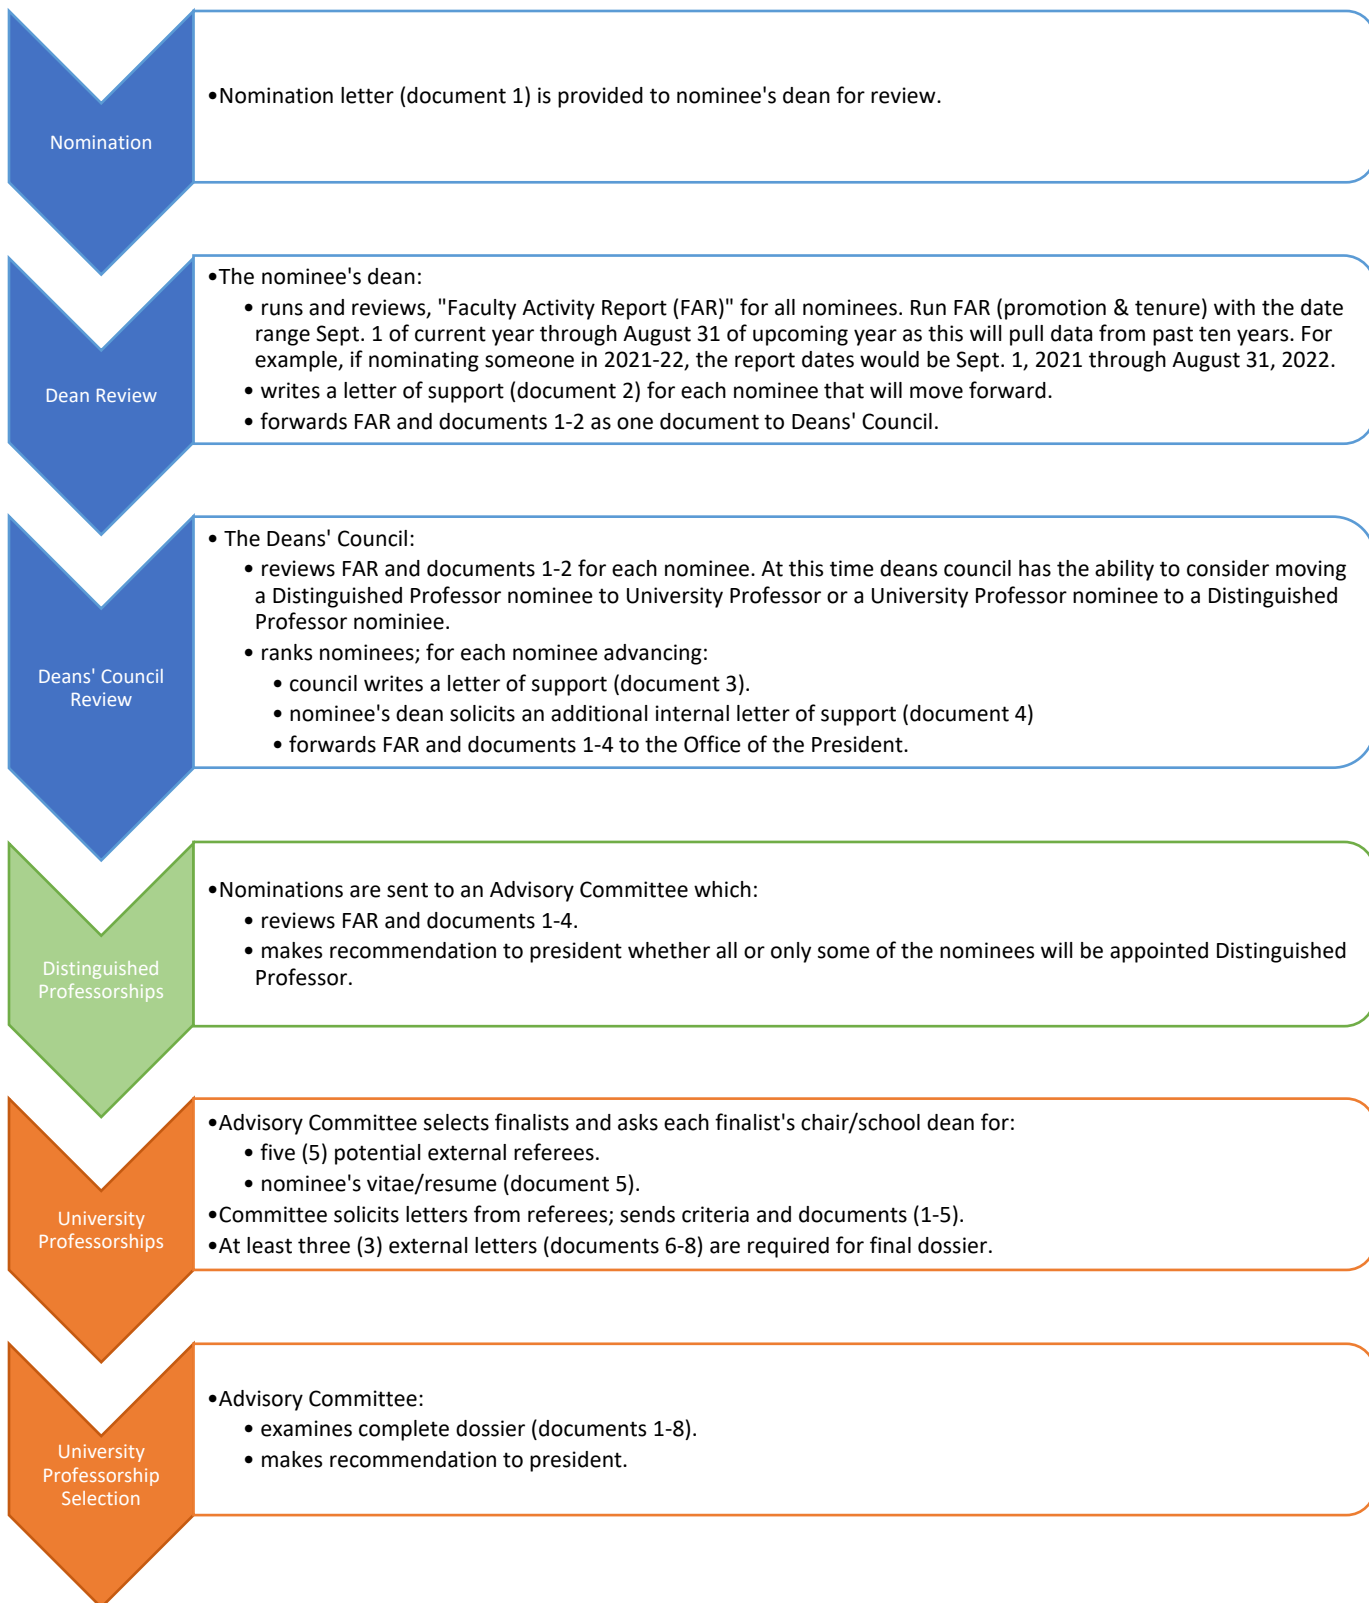 Nomination
•Nomination letter (document 1) is provided to nominee's dean for review.
Dean Review
•The nominee's dean:
• runs and reviews, "Faculty Activity Report (FAR)" for all nominees. Run FAR (promotion & tenure) with the date
range Sept. 1 of current year through August 31 of upcoming year as this will pull data from past ten years. For
example, if nominating someone in 2021-22, the report dates would be Sept. 1, 2021 through August 31, 2022.
• writes a letter of support (document 2) for each nominee that will move forward.
• forwards FAR and documents 1-2 as one document to Deans' Council.
Deans' Council
Review
• The Deans' Council:
• reviews FAR and documents 1-2 for each nominee. At this time deans council has the ability to consider moving
a Distinguished Professor nominee to University Professor or a University Professor nominee to a Distinguished
Professor nominiee.
• ranks nominees; for each nominee advancing:
• council writes a letter of support (document 3).
• nominee's dean solicits an additional internal letter of support (document 4)
• forwards FAR and documents 1-4 to the Office of the President.
Distinguished
Professorships
•Nominations are sent to an Advisory Committee which:
• reviews FAR and documents 1-4.
• makes recommendation to president whether all or only some of the nominees will be appointed Distinguished
Professor.
University
Professorships
•Advisory Committee selects finalists and asks each finalist's chair/school dean for:
• five (5) potential external referees.
• nominee's vitae/resume (document 5).
•Committee solicits letters from referees; sends criteria and documents (1-5).
•At least three (3) external letters (documents 6-8) are required for final dossier.
University
Professorship
Selection
•Advisory Committee:
• examines complete dossier (documents 1-8).
• makes recommendation to president.